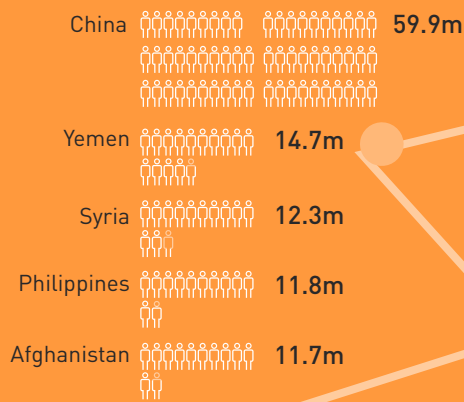 China 59.9m
Yemen 14.7m
Syria 12.3m
Philippines 11.8m
Afghanistan 11.7m